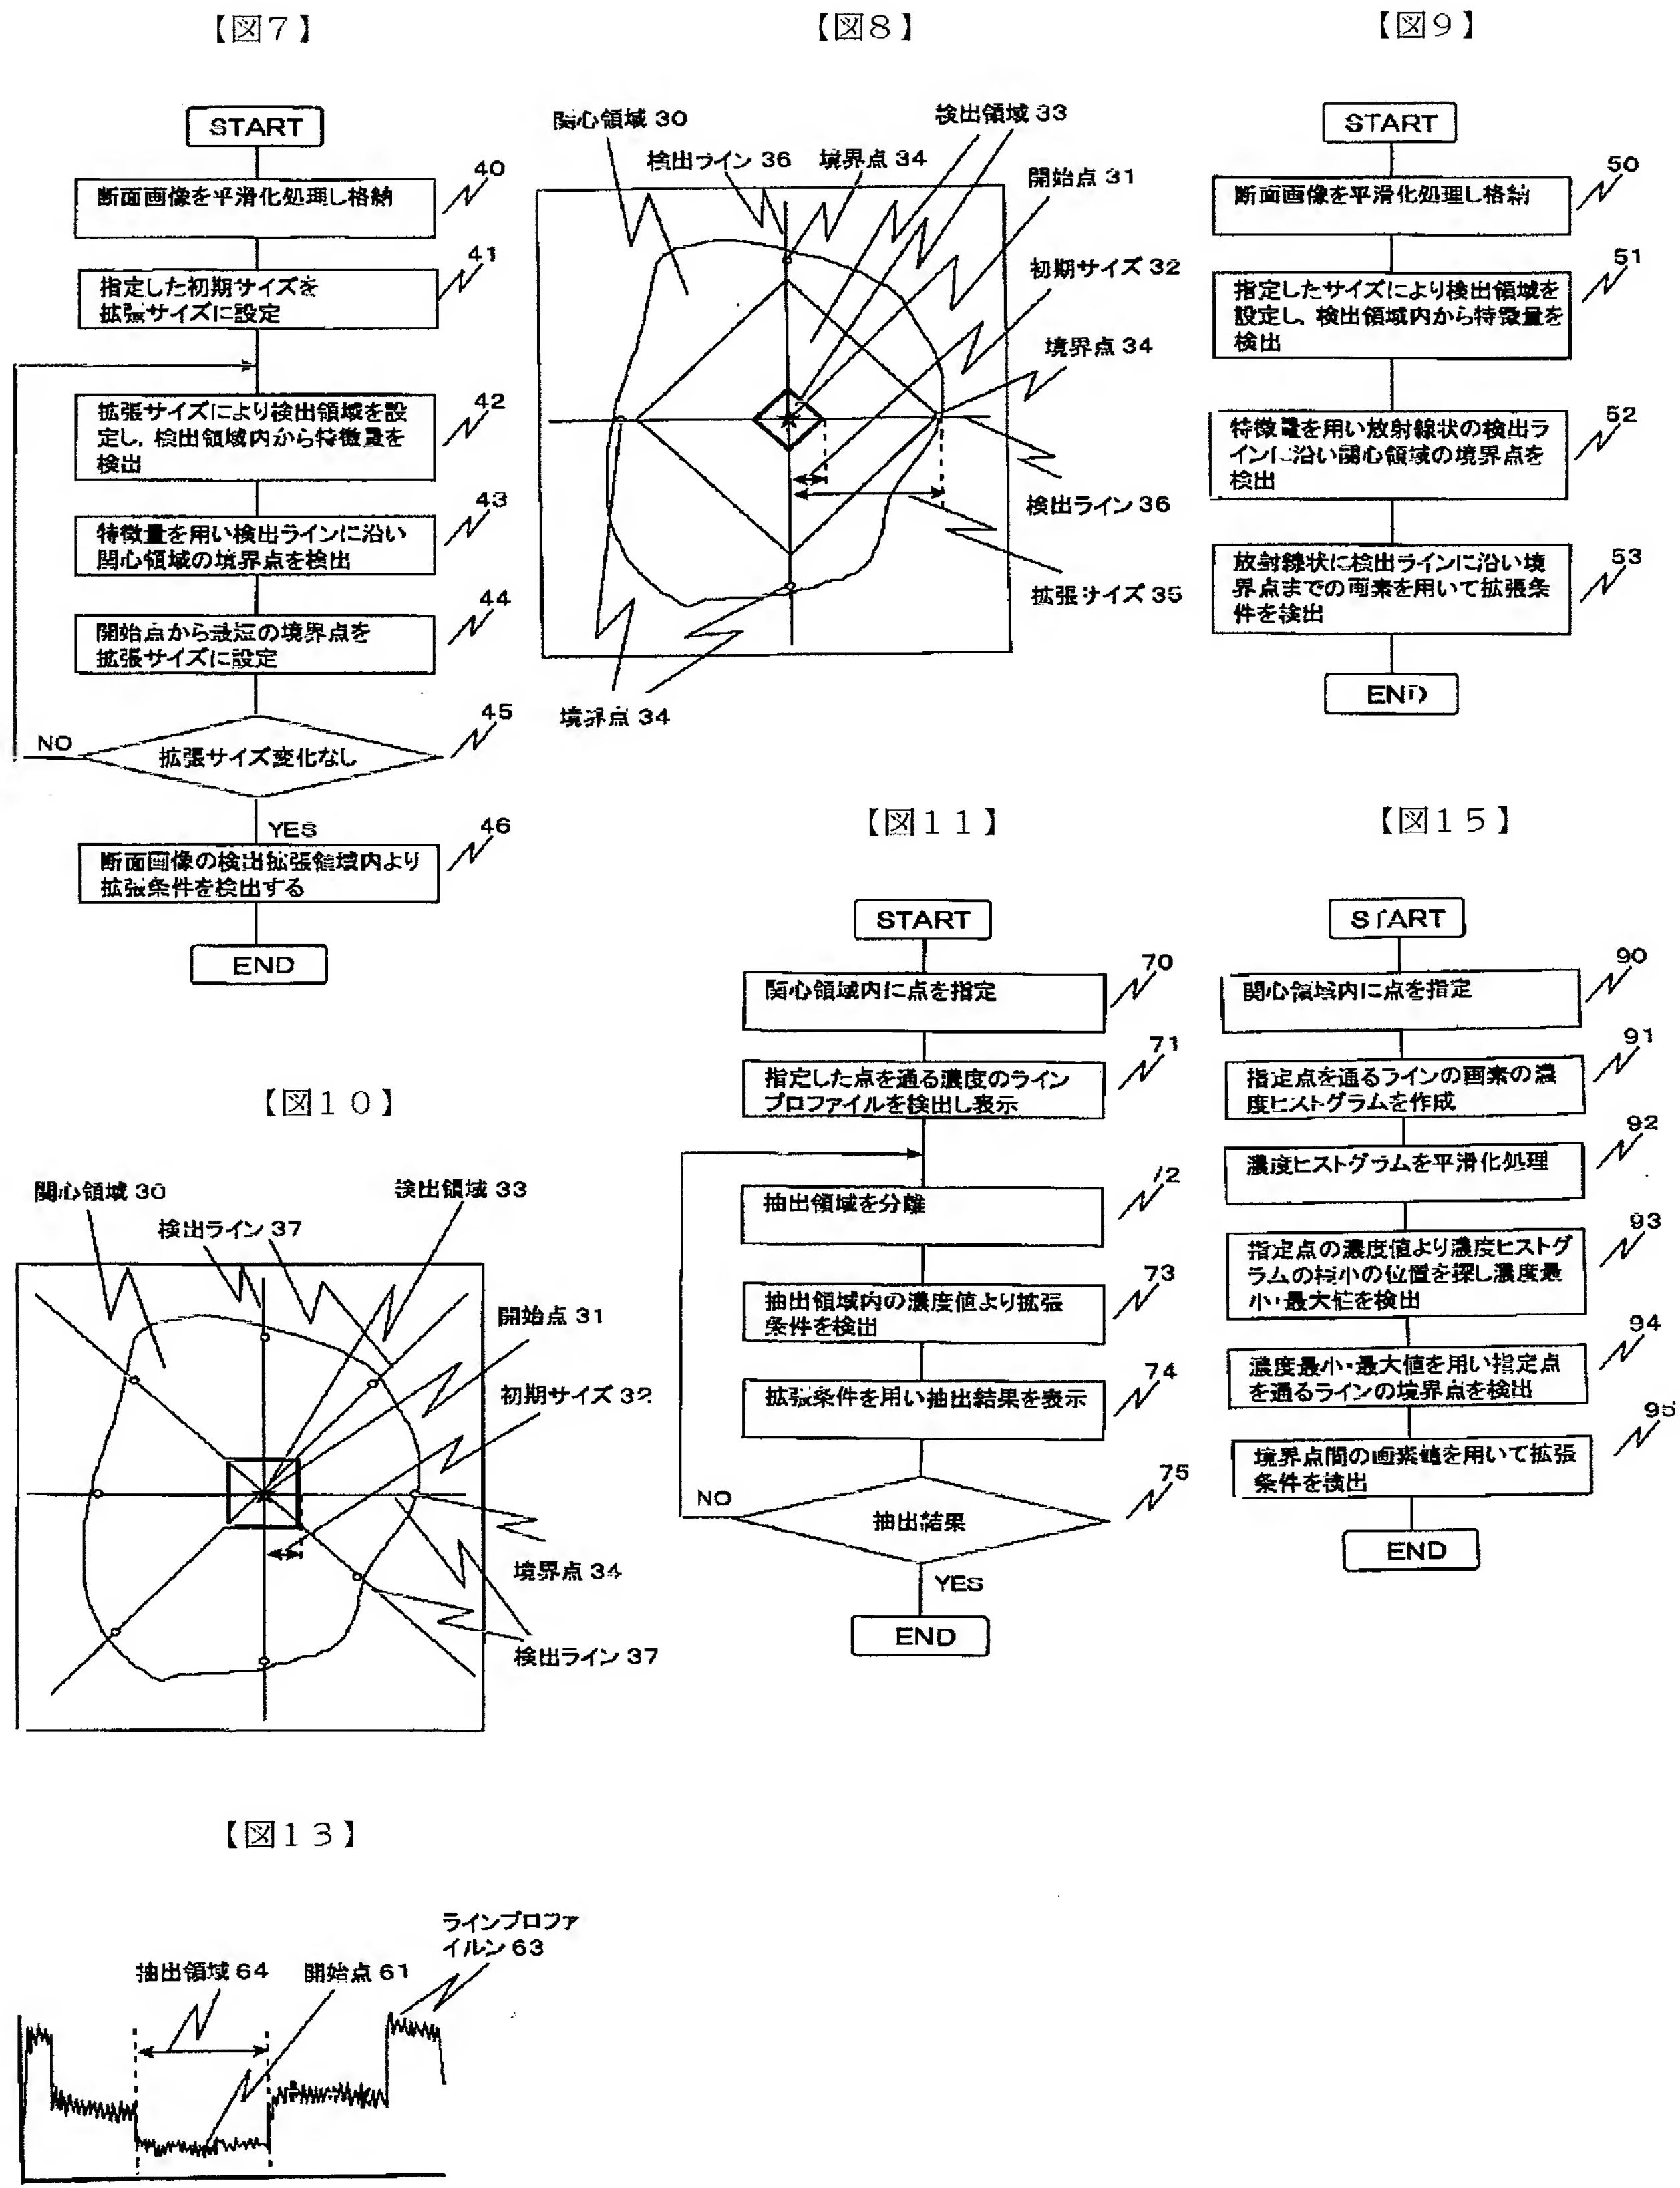 【図7】
START
40
断面画像を平滑化処理し格納
41
指定した初期サイズを
拡張サイズに設定
42
拡張サイズにより検出領域を設
定し、検出領域内から特徴量を
検出
43
特徴量を用い検出ラインに沿い
関心領域の境界点を検出
44
開始点から最短の境界点を
拡張サイズに設定
45
拡張サイズ変化なし
NO
YES
46
断面画像の検出拡張領域内より
拡張条件を検出する
END
【図8】
関心領域 30
検出ライン 36
境界点 34
検出領域 33
開始点 31
初期サイズ 32
境界点 34
検出ライン 36
拡張サイズ 35
境界点 34
【図9】
START
50
断面画像を平滑化処理し格納
51
指定したサイズにより検出領域を
設定し、検出領域内から特徴量を
検出
52
特徴量を用い放射線状の検出ラ
インに沿い関心領域の境界点を
検出
53
放射線状に検出ラインに沿い境
界点までの画素を用いて拡張条
件を検出
END
【図10】
関心領域 30
検出ライン 37
検出領域 33
開始点 31
初期サイズ 32
境界点 34
検出ライン 37
【図11】
START
70
関心領域内に点を指定
71
指定した点を通る濃度のライン
プロファイルを検出し表示
72
抽出領域を分離
73
抽出領域内の濃度値より拡張
条件を検出
74
拡張条件を用い抽出結果を表示
75
抽出結果
NO
YES
END
【図15】
START
90
関心領域内に点を指定
91
指定点を通るラインの画素の濃
度ヒストグラムを作成
92
濃度ヒストグラムを平滑化処理
93
指定点の濃度値より濃度ヒストグ
ラムの極小の位置を探し濃度最
小・最大値を検出
94
濃度最小・最大値を用い指定点
を通るラインの境界点を検出
95
境界点間の画素値を用いて拡張
条件を検出
END
【図13】
ラインプロファ
イルン 63
抽出領域 64
開始点 61